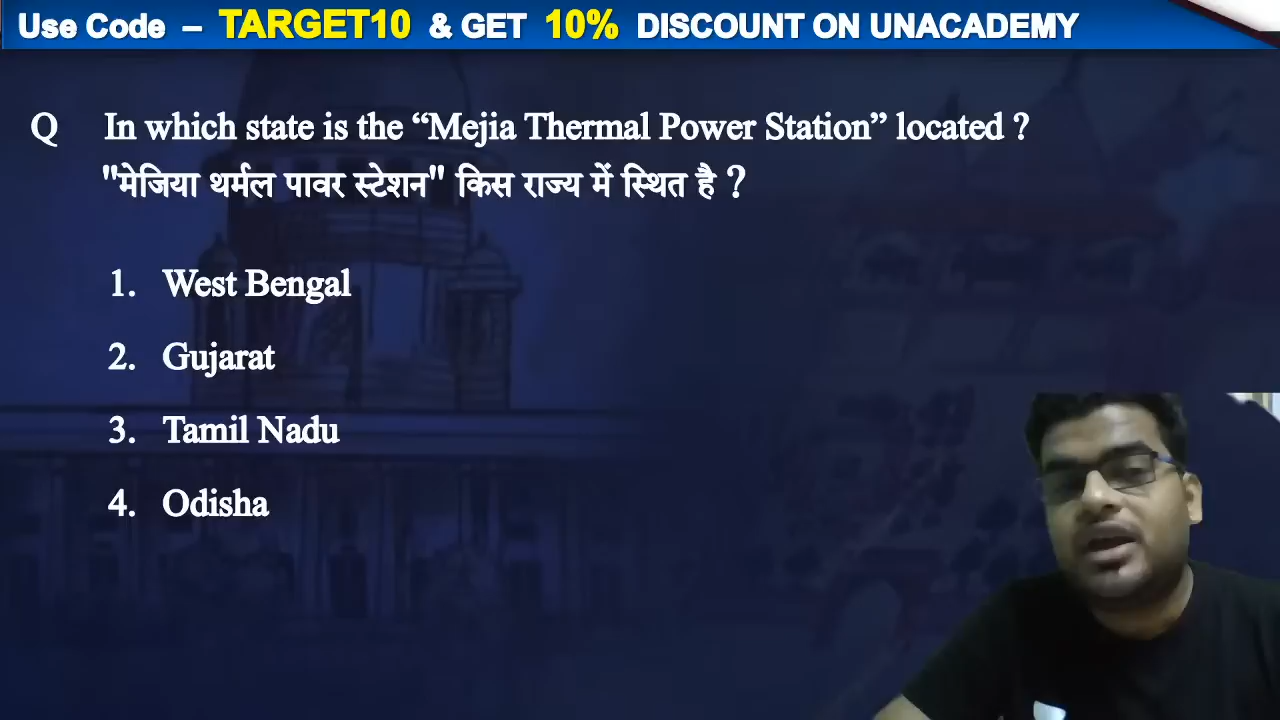 Use Code – TARGET10 & GET 10% DISCOUNT ON UNACADEMY
Q In which state is the “Mejia Thermal Power Station” located ?
"मेजिया थर्मल पावर स्टेशन" किस राज्य में स्थित है ?
1. West Bengal
2. Gujarat
3. Tamil Nadu
4. Odisha